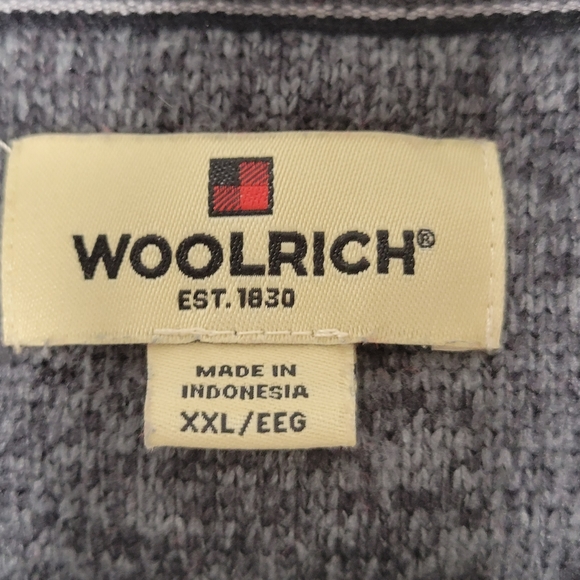 WOOLRICH®
EST. 1830
MADE IN
INDONESIA
XXL/EEG